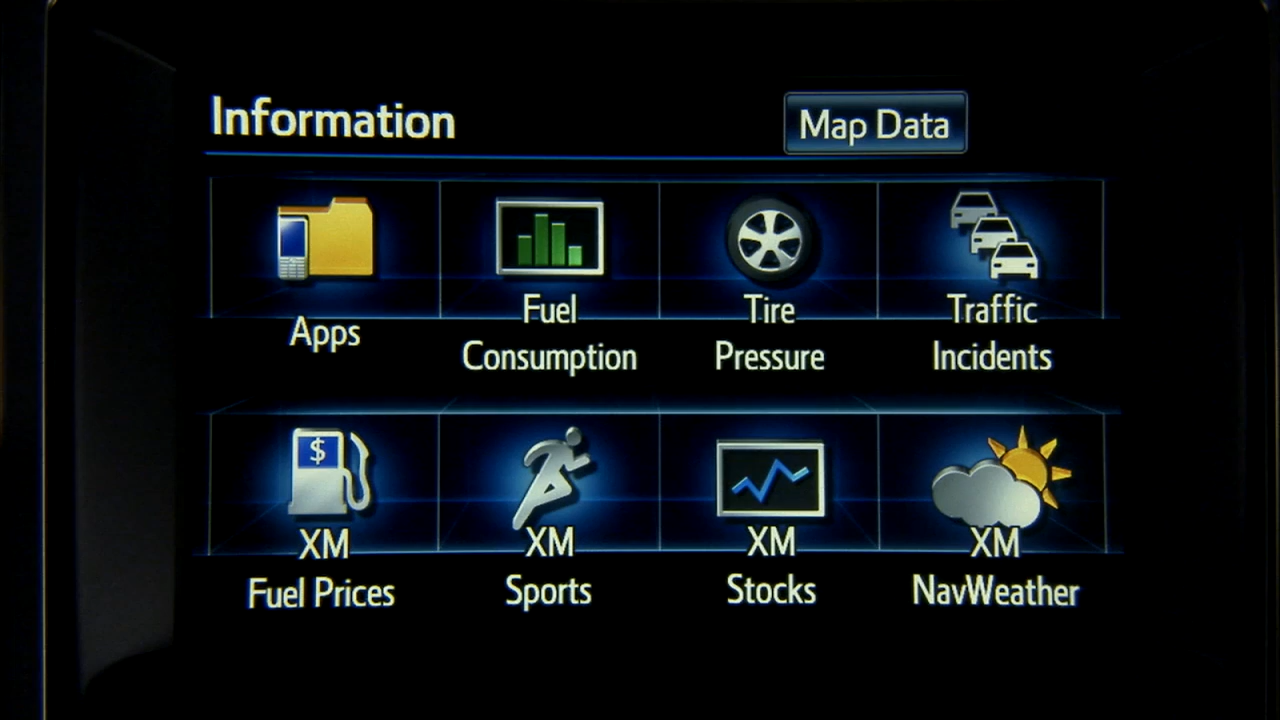 Information
Map Data
Apps
Fuel
Consumption
Tire
Pressure
Traffic
Incidents
$
XM
Fuel Prices
XM
Sports
XM
Stocks
XM
NavWeather